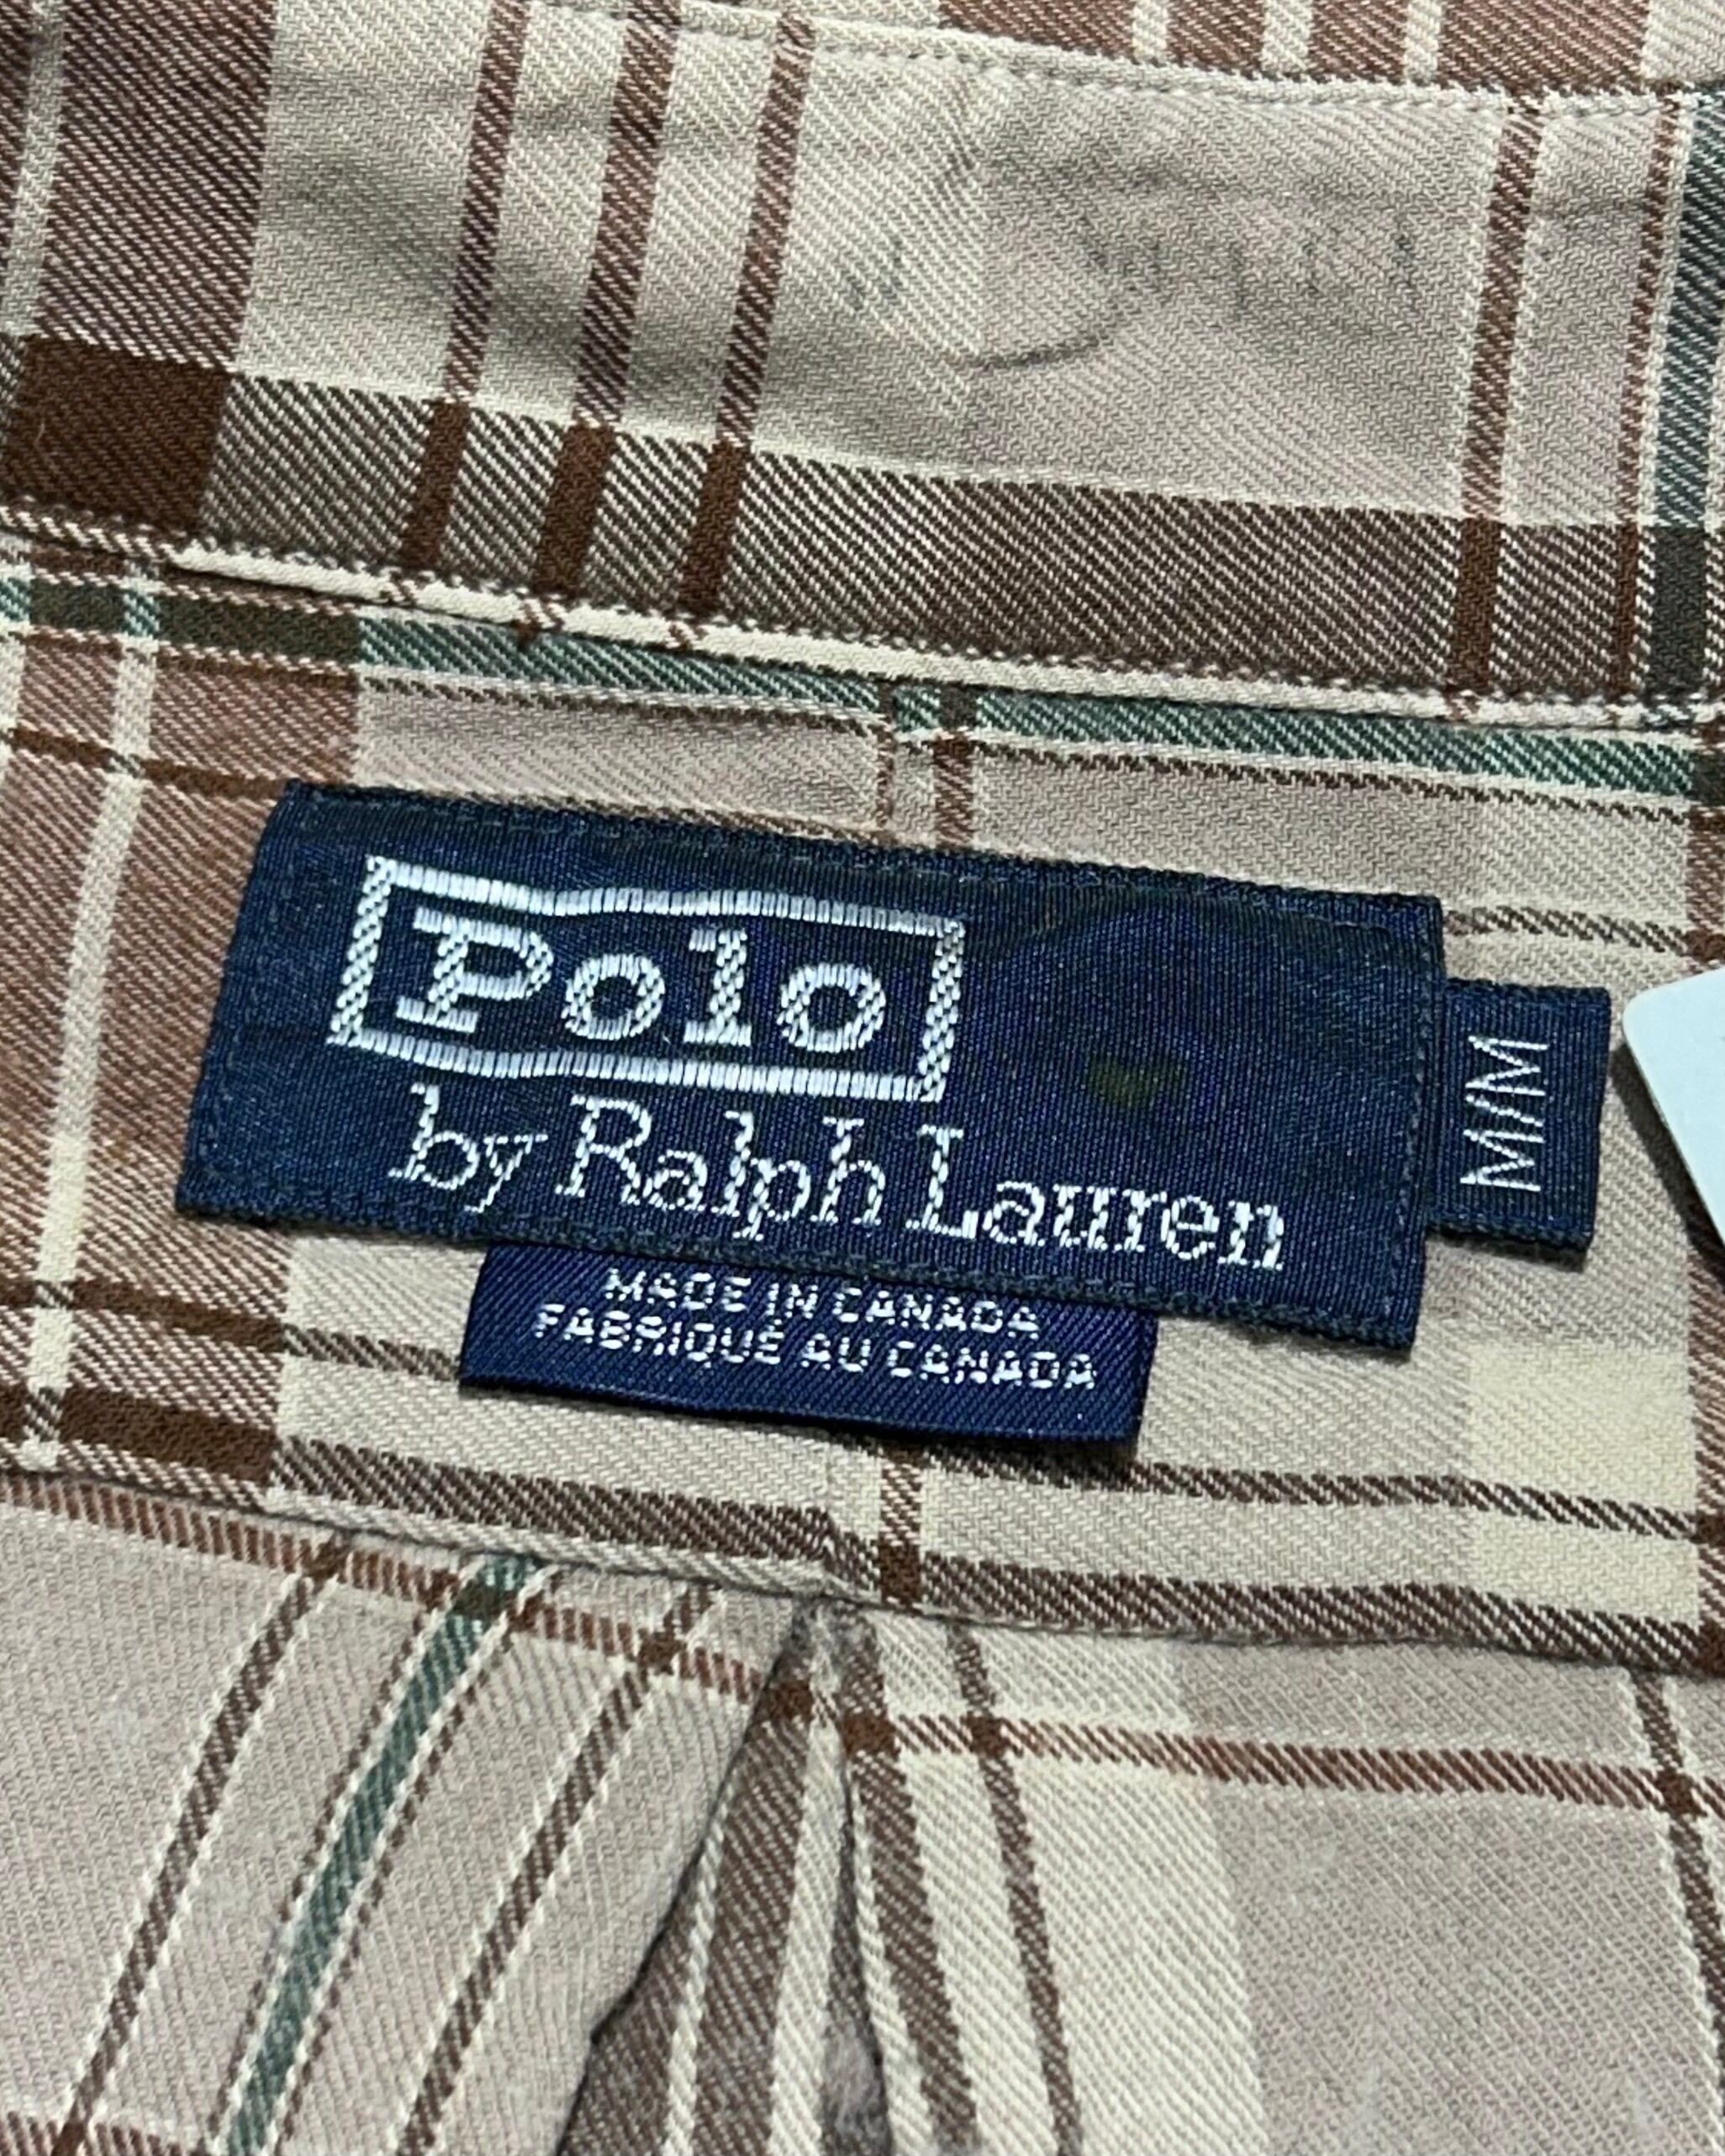 Polo
by Ralph Lauren
M/M
MADE IN CANADA
FABRIQUÉ AU CANADA